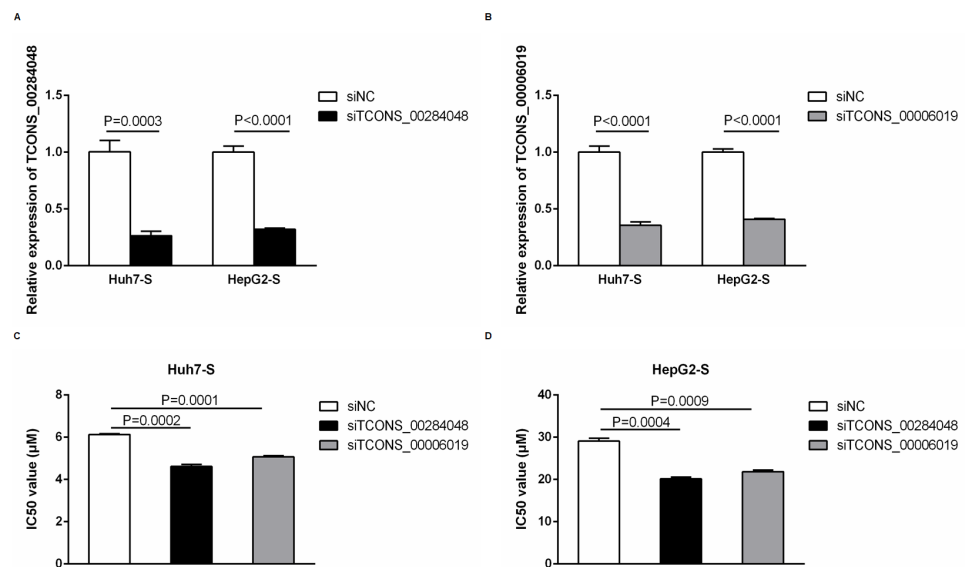 A
Relative expression of TCONS_00284048
1.5
1.0
0.5
0.0
P=0.0003
P<0.0001
Huh7-S
HepG2-S
siNC
siTCONS_00284048
B
Relative expression of TCONS_00006019
1.5
1.0
0.5
0.0
P<0.0001
P<0.0001
Huh7-S
HepG2-S
siNC
siTCONS_00006019
C
Huh7-S
IC50 value (μM)
8
6
4
2
0
P=0.0001
P=0.0002
siNC
siTCONS_00284048
siTCONS_00006019
D
HepG2-S
IC50 value (μM)
40
30
20
10
0
P=0.0009
P=0.0004
siNC
siTCONS_00284048
siTCONS_00006019